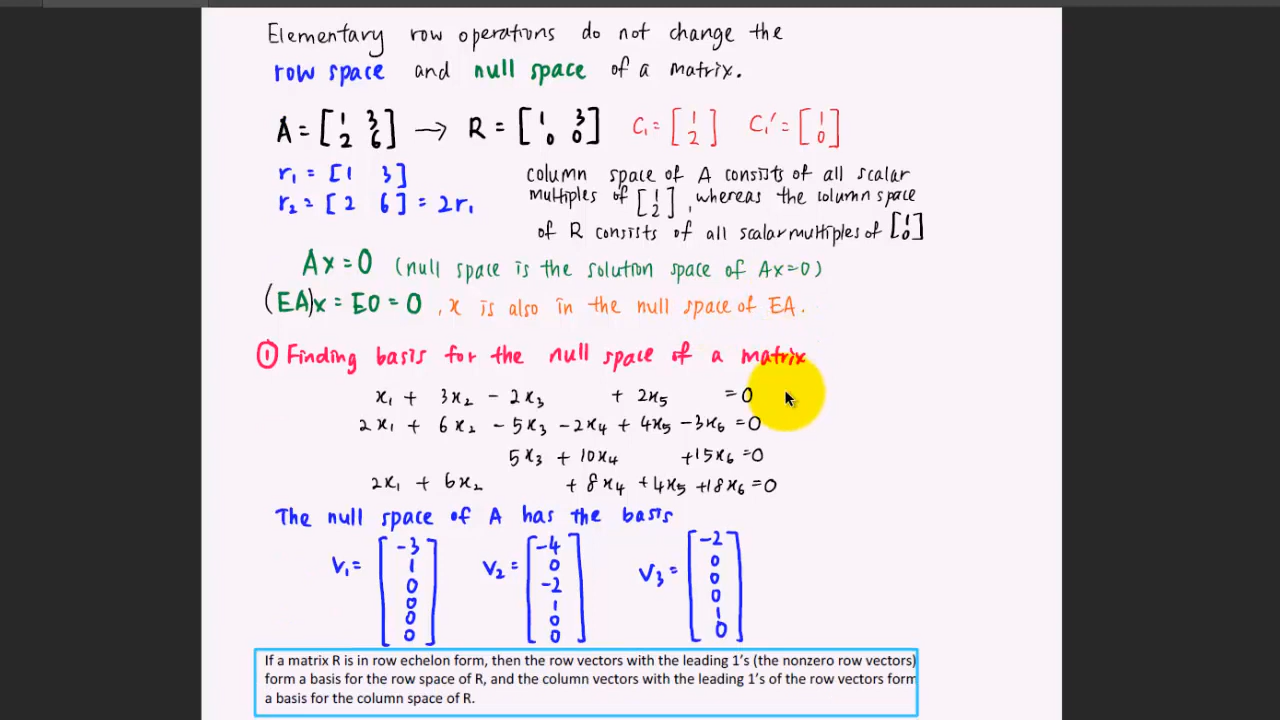 Elementary row operations do not change the
row space and null space of a matrix.
A = [1 3 2 6] → R = [1 3 0 0] C₁ = [1 2] C₁' = [1 0]
r₁ = [1 3]
r₂ = [2 6] = 2r₁
column space of A consists of all scalar
multiples of [1 2], whereas the column space
of R consists of all scalar multiples of [1 0]
Ax = 0 (null space is the solution space of Ax=0)
(EA)x = E0 = 0, x is also in the null space of EA.
① Finding basis for the null space of a matrix
x₁ + 3x₂ - 2x₃ + 2x₅ = 0
2x₁ + 6x₂ - 5x₃ - 2x₄ + 4x₅ - 3x₆ = 0
5x₃ + 10x₄ + 15x₆ = 0
2x₁ + 6x₂ + 8x₄ + 4x₅ + 18x₆ = 0
The null space of A has the basis
V₁ = [-3 1 0 0 0 0] V₂ = [-4 0 -2 1 0 0] V₃ = [-2 0 0 0 1 0]
If a matrix R is in row echelon form, then the row vectors with the leading 1's (the nonzero row vectors)
form a basis for the row space of R, and the column vectors with the leading 1's of the row vectors form
a basis for the column space of R.